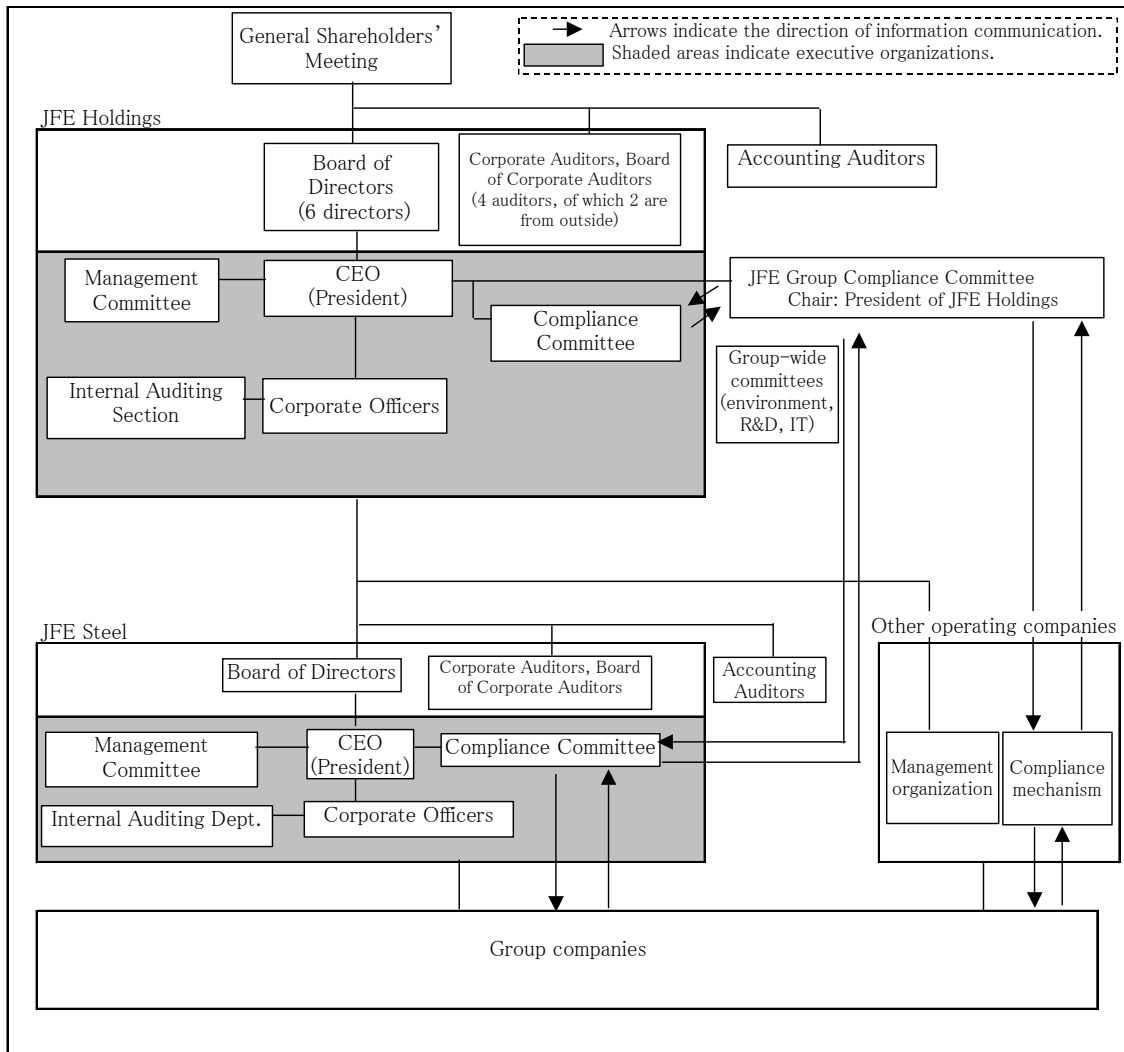 General Shareholders'
Meeting
Arrows indicate the direction of information communication.
Shaded areas indicate executive organizations.
JFE Holdings
Board of
Directors
(6 directors)
Corporate Auditors, Board
of Corporate Auditors
(4 auditors, of which 2 are
from outside)
Accounting Auditors
Management
Committee
CEO
(President)
JFE Group Compliance Committee
Chair: President of JFE Holdings
Compliance
Committee
Group-wide
committees
(environment,
R&D, IT)
Internal Auditing
Section
Corporate Officers
JFE Steel
Other operating companies
Board of Directors
Corporate Auditors, Board
of Corporate Auditors
Accounting
Auditors
Management
Committee
CEO
(President)
Compliance Committee
Management
organization
Compliance
mechanism
Internal Auditing Dept.
Corporate Officers
Group companies